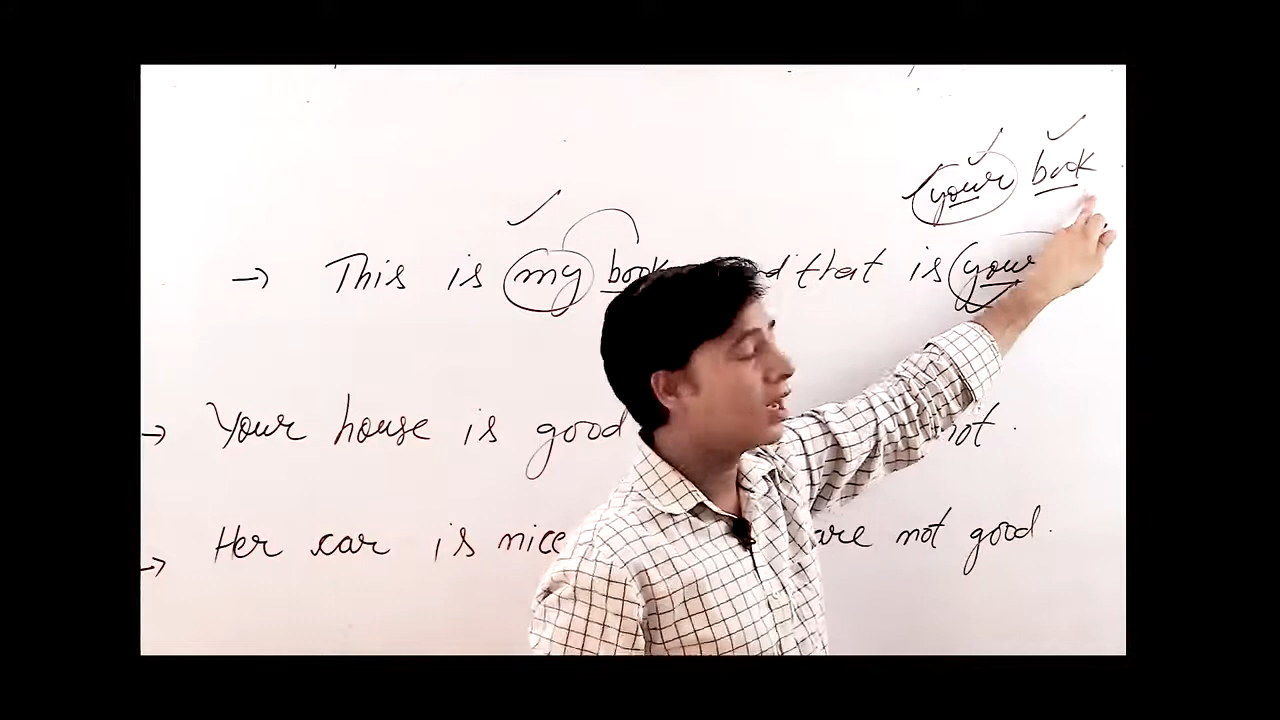 your book
→ This is my book and that is your
→ Your house is good not.
→ Her car is nice are not good.